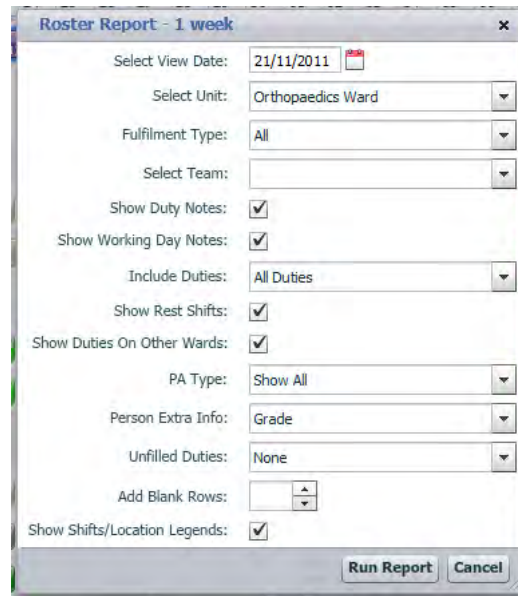 Roster Report - 1 week x
Select View Date: 21/11/2011
Select Unit: Orthopaedics Ward
Fulfilment Type: All
Select Team:
Show Duty Notes:
Show Working Day Notes:
Include Duties: All Duties
Show Rest Shifts:
Show Duties On Other Wards:
PA Type: Show All
Person Extra Info: Grade
Unfilled Duties: None
Add Blank Rows:
Show Shifts/Location Legends:
Run Report Cancel